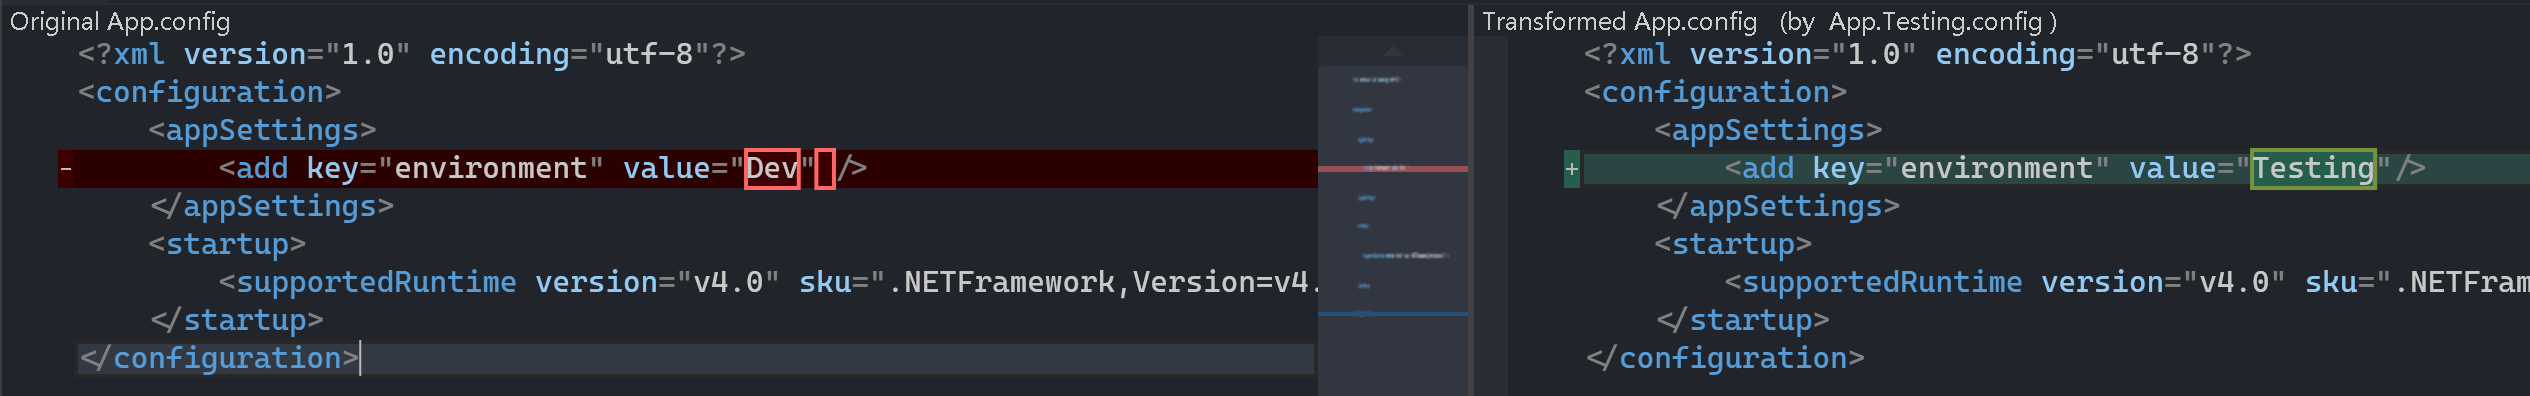 Original App.config
<?xml version="1.0" encoding="utf-8"?>
<configuration>
    <appSettings>
-        <add key="environment" value="Dev" />
    </appSettings>
    <startup>
        <supportedRuntime version="v4.0" sku=".NETFramework,Version=v4.
    </startup>
</configuration>
Transformed App.config (by App.Testing.config )
<?xml version="1.0" encoding="utf-8"?>
<configuration>
    <appSettings>
+        <add key="environment" value="Testing"/>
    </appSettings>
    <startup>
        <supportedRuntime version="v4.0" sku=".NETFram
    </startup>
</configuration>